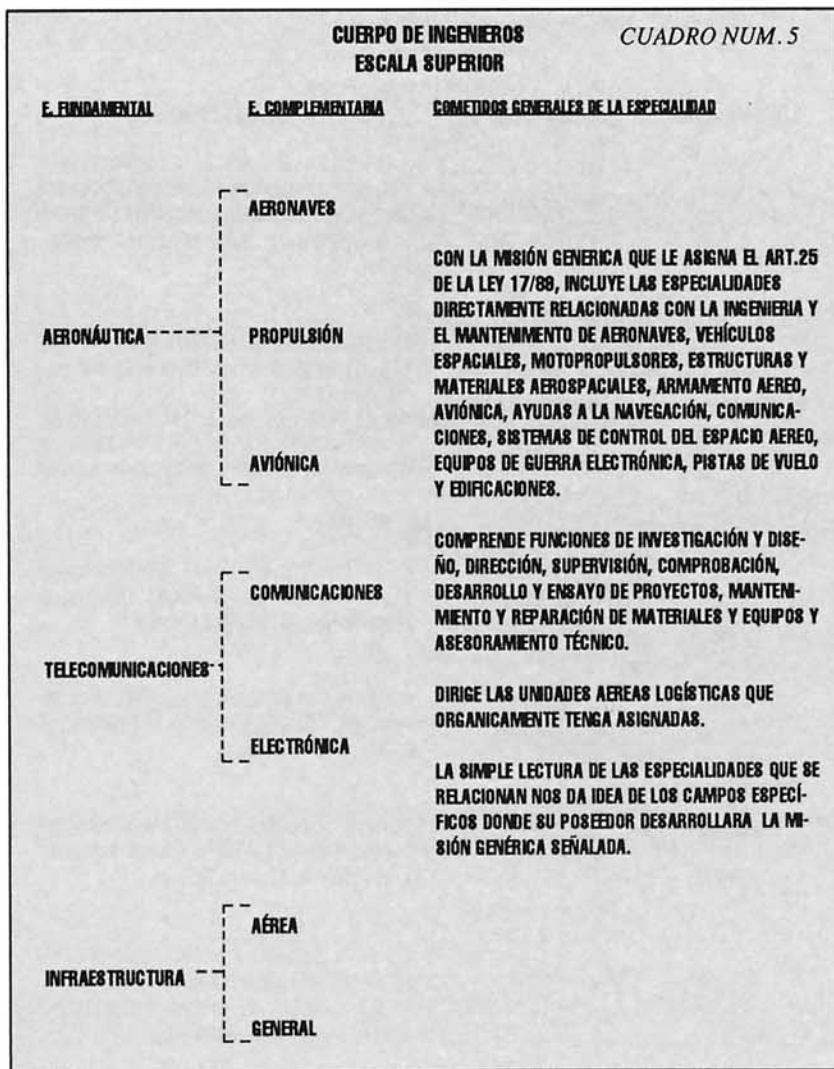 CUERPO DE INGENIEROS
CUADRO NUM. 5
ESCALA SUPERIOR
E. FUNDAMENTAL
E. COMPLEMENTARIA
COMETIDOS GENERALES DE LA ESPECIALIDAD
AERONÁUTICA
AERONAVES
PROPULSIÓN
AVIÓNICA
CON LA MISIÓN GENERICA QUE LE ASIGNA EL ART.25
DE LA LEY 17/89, INCLUYE LAS ESPECIALIDADES
DIRECTAMENTE RELACIONADAS CON LA INGENIERIA Y
EL MANTENIMIENTO DE AERONAVES, VEHÍCULOS
ESPACIALES, MOTOPROPULSORES, ESTRUCTURAS Y
MATERIALES AEROSPACIALES, ARMAMENTO AEREO,
AVIÓNICA, AYUDAS A LA NAVEGACIÓN, COMUNICA-
CIONES, SISTEMAS DE CONTROL DEL ESPACIO AEREO,
EQUIPOS DE GUERRA ELECTRÓNICA, PISTAS DE VUELO
Y EDIFICACIONES.
TELECOMUNICACIONES
COMUNICACIONES
ELECTRÓNICA
COMPRENDE FUNCIONES DE INVESTIGACIÓN Y DISE-
ÑO, DIRECCIÓN, SUPERVISIÓN, COMPROBACIÓN,
DESARROLLO Y ENSAYO DE PROYECTOS, MANTENI-
MIENTO Y REPARACIÓN DE MATERIALES Y EQUIPOS Y
ASESORAMIENTO TÉCNICO.
DIRIGE LAS UNIDADES AEREAS LOGÍSTICAS QUE
ORGANICAMENTE TENGA ASIGNADAS.
LA SIMPLE LECTURA DE LAS ESPECIALIDADES QUE SE
RELACIONAN NOS DA IDEA DE LOS CAMPOS ESPECÍ-
FICOS DONDE SU POSEEDOR DESARROLLARA LA MI-
SIÓN GENÉRICA SEÑALADA.
INFRAESTRUCTURA
AÉREA
GENERAL